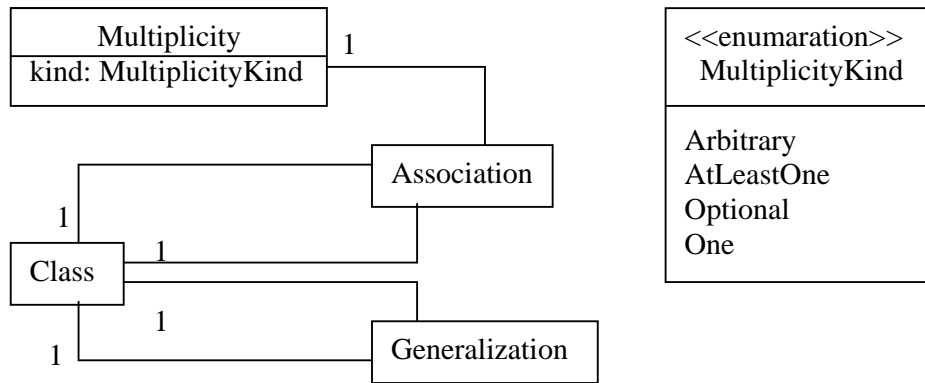 Multiplicity
1
kind: MultiplicityKind
<<enumaration>>
MultiplicityKind
Arbitrary
AtLeastOne
Optional
One
Association
1
1
Class
1
1
Generalization